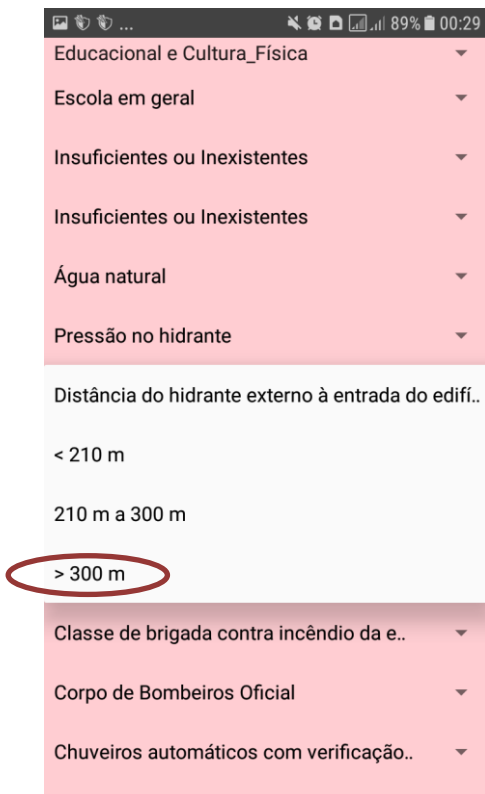 ... 89% 00:29
Educacional e Cultura_Física
Escola em geral
Insuficientes ou Inexistentes
Insuficientes ou Inexistentes
Água natural
Pressão no hidrante
Distância do hidrante externo à entrada do edifí..
< 210 m
210 m a 300 m
> 300 m
Classe de brigada contra incêndio da e..
Corpo de Bombeiros Oficial
Chuveiros automáticos com verificação..